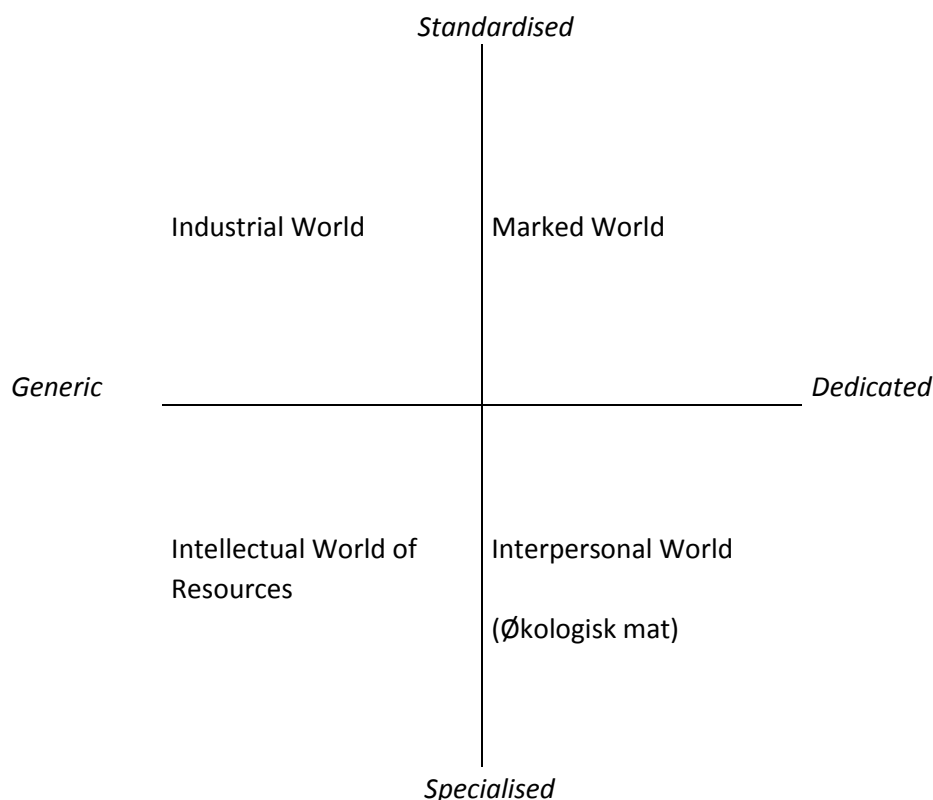 Standardised
Industrial World
Marked World
Generic
Dedicated
Intellectual World of
Resources
Interpersonal World
(Økologisk mat)
Specialised